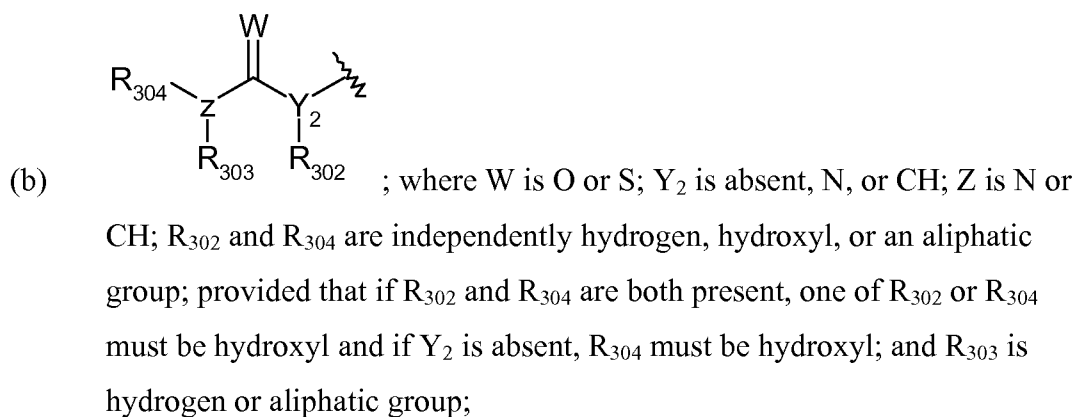 W
R₃₀₄
Z
Y₂
R₃₀₃
R₃₀₂
(b) ; where W is O or S; Y₂ is absent, N, or CH; Z is N or
CH; R₃₀₂ and R₃₀₄ are independently hydrogen, hydroxyl, or an aliphatic
group; provided that if R₃₀₂ and R₃₀₄ are both present, one of R₃₀₂ or R₃₀₄
must be hydroxyl and if Y₂ is absent, R₃₀₄ must be hydroxyl; and R₃₀₃ is
hydrogen or aliphatic group;